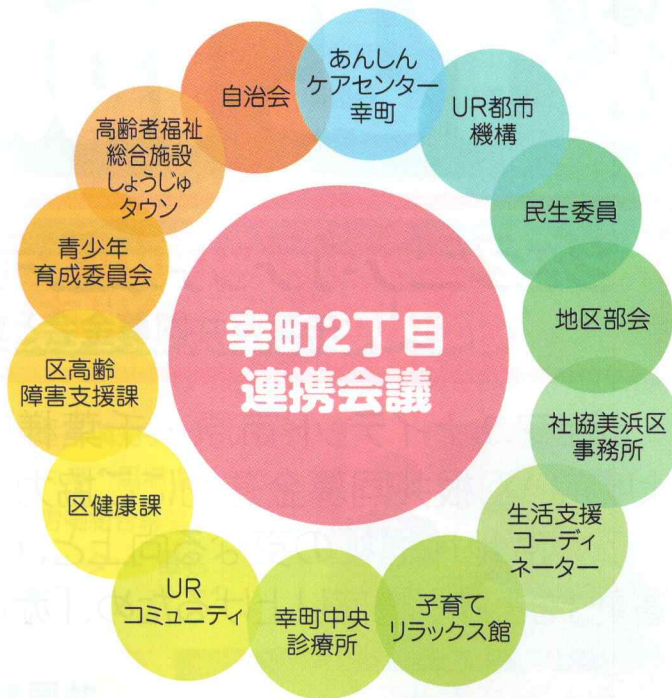 幸町2丁目
連携会議
あんしん
ケアセンター
幸町
UR都市
機構
民生委員
地区部会
社協美浜区
事務所
生活支援
コーディ
ネーター
子育て
リラックス館
幸町中央
診療所
UR
コミュニティ
区健康課
区高齢
障害支援課
青少年
育成委員会
高齢者福祉
総合施設
しょうじゅ
タウン
自治会